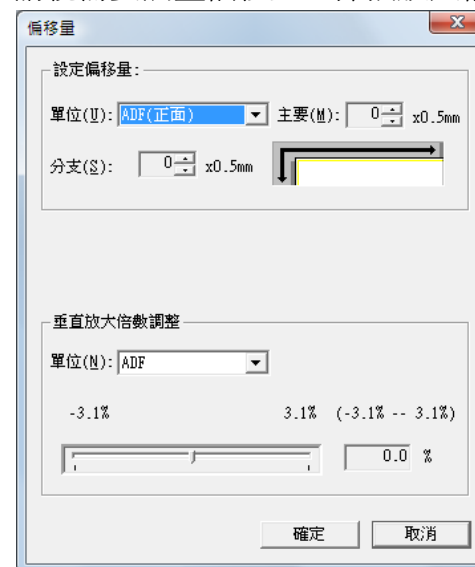 偏移量
設定偏移量:
單位(U): ADF(正面) 主要(M): 0 x0.5mm
分支(S): 0 x0.5mm
垂直放大倍數調整
單位(N): ADF
-3.1% 3.1% (-3.1% -- 3.1%)
0.0 %
確定 取消